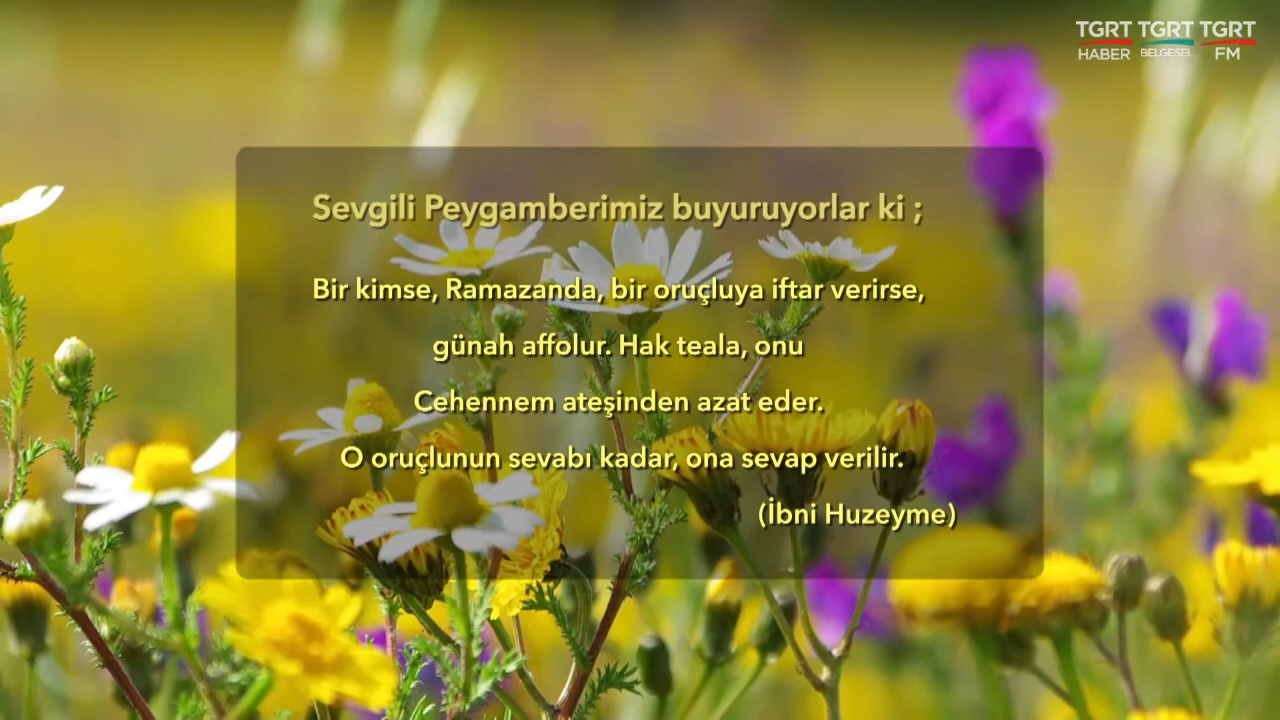 TGRT TGRT TGRT
HABER BELGESEL FM
Sevgili Peygamberimiz buyuruyorlar ki ;
Bir kimse, Ramazanda, bir oruçluya iftar verirse,
günah affolur. Hak teala, onu
Cehennem ateşinden azat eder.
O oruçlunun sevabı kadar, ona sevap verilir.
(İbni Huzeyme)